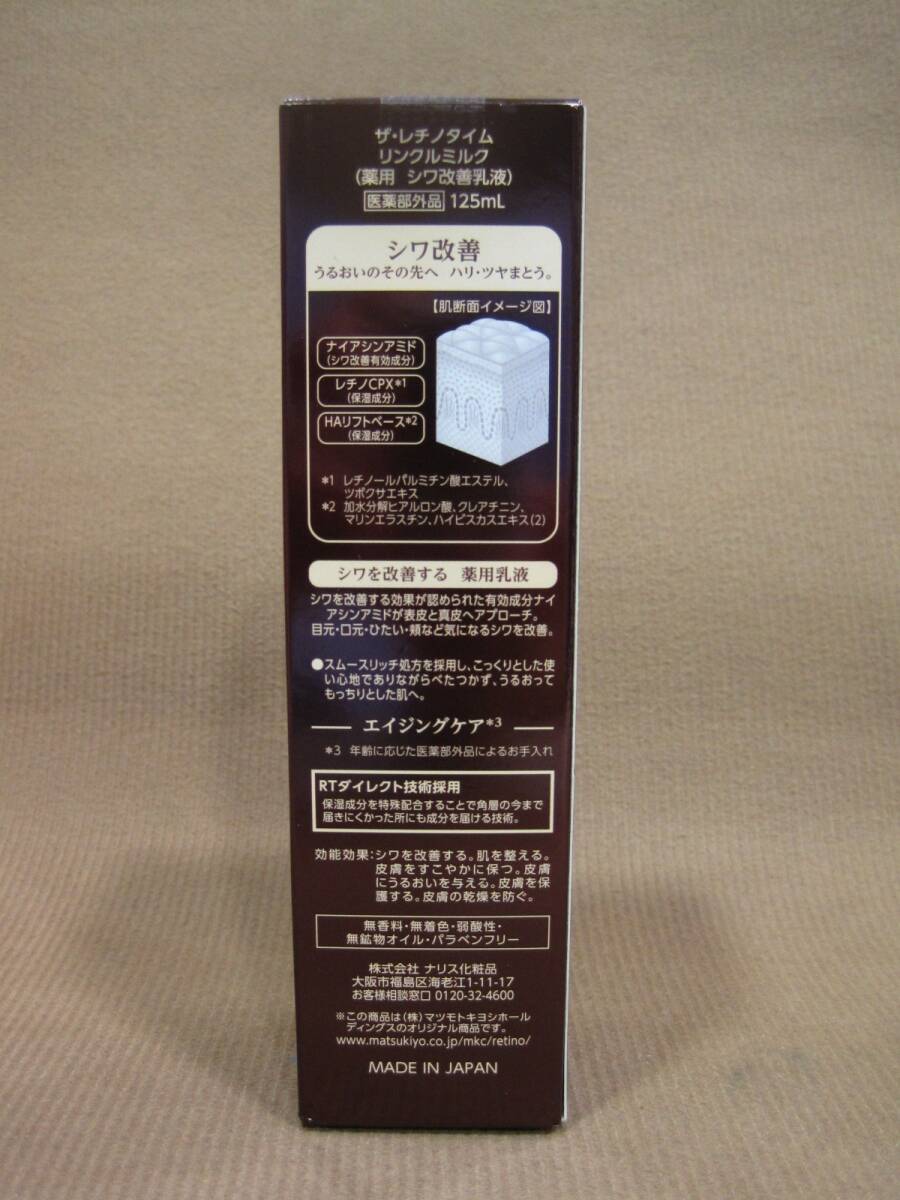 ザ・レチノタイム
リンクルミルク
(薬用 シワ改善乳液)
医薬部外品 125mL
シワ改善
うるおいのその先へ ハリ・ツヤまとう。
【肌断面イメージ図】
ナイアシンアミド
(シワ改善有効成分)
レチノCPX*1
(保湿成分)
HAリフトベース*2
(保湿成分)
*1 レチノールパルミチン酸エステル、
ツボクサエキス
*2 加水分解ヒアルロン酸、クレアチニン、
マリンエラスチン、ハイビスカスエキス(2)
シワを改善する 薬用乳液
シワを改善する効果が認められた有効成分ナイ
アシンアミドが表皮と真皮へアプローチ。
目元・口元・ひたい・頬など気になるシワを改善。
●スムースリッチ処方を採用し、こっくりとした使
い心地でありながらべたつかず、うるおって
もっちりとした肌へ。
エイジングケア*3
*3 年齢に応じた医薬部外品によるお手入れ
RTダイレクト技術採用
保湿成分を特殊配合することで角層の今まで
届きにくかった所にも成分を届ける技術。
効能効果:シワを改善する。肌を整える。
皮膚をすこやかに保つ。皮膚
にうるおいを与える。皮膚を保
護する。皮膚の乾燥を防ぐ。
無香料・無着色・弱酸性・
無鉱物オイル・パラベンフリー
株式会社 ナリス化粧品
大阪市福島区海老江1-11-17
お客様相談窓口 0120-32-4600
※この商品は(株)マツモトキヨシホール
ディングスのオリジナル商品です。
www.matsukiyo.co.jp/mkc/retino/
MADE IN JAPAN